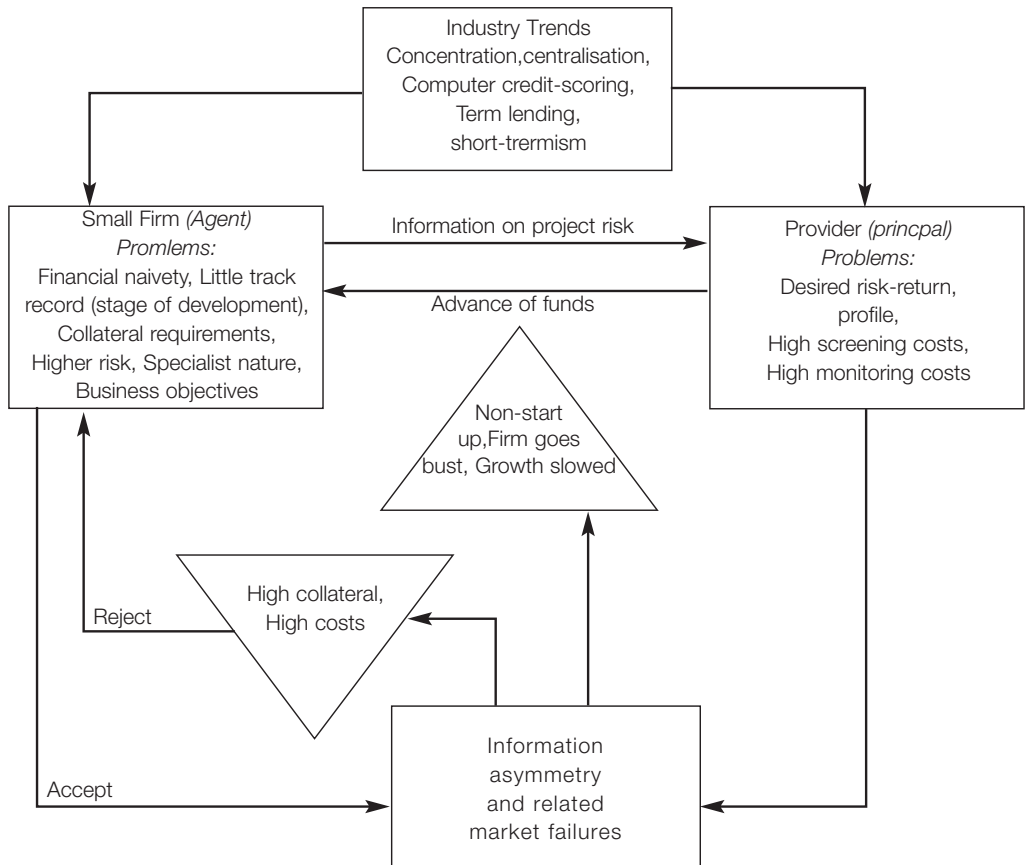 Industry Trends
Concentration,centralisation,
Computer credit-scoring,
Term lending,
short-trermism
Small Firm (Agent)
Promlems:
Financial naivety, Little track
record (stage of development),
Collateral requirements,
Higher risk, Specialist nature,
Business objectives
Information on project risk
Advance of funds
Provider (princpal)
Problems:
Desired risk-return,
profile,
High screening costs,
High monitoring costs
Non-start
up,Firm goes
bust, Growth slowed
High collateral,
High costs
Reject
Accept
Information
asymmetry
and related
market failures